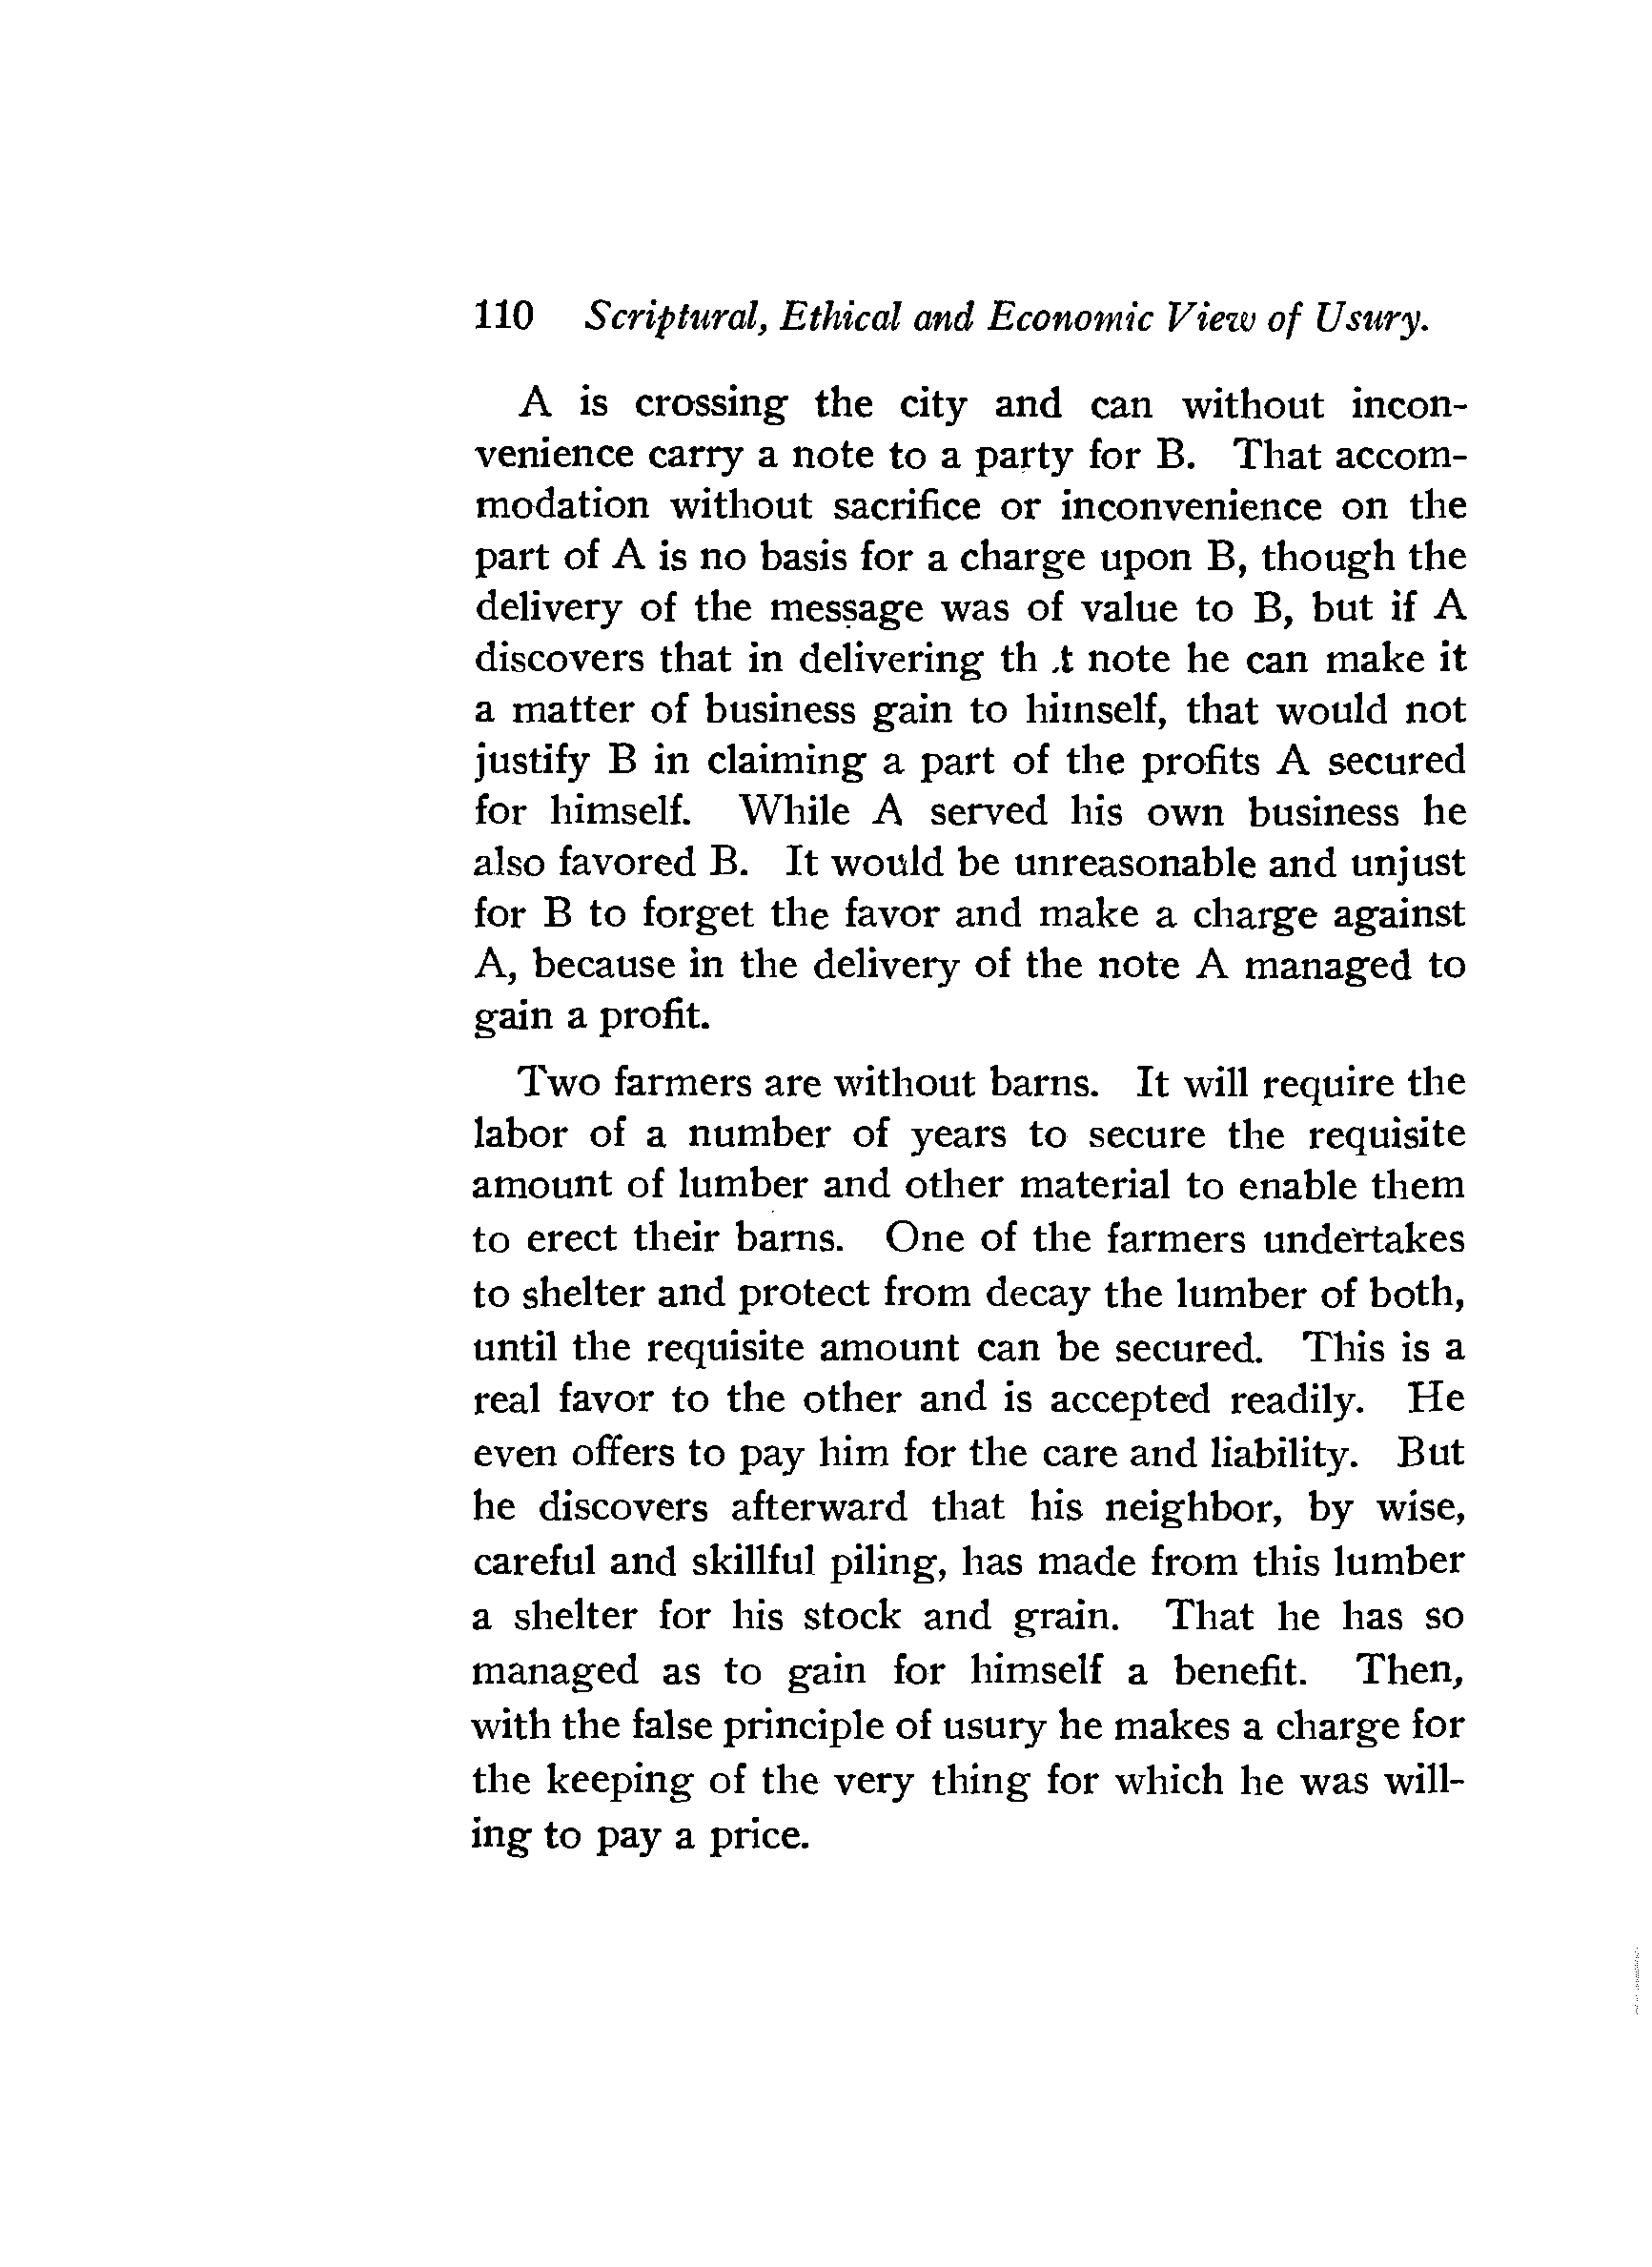 110 Scriptural, Ethical and Economic View of Usury.
A is crossing the city and can without incon-
venience carry a note to a party for B. That accom-
modation without sacrifice or inconvenience on the
part of A is no basis for a charge upon B, though the
delivery of the message was of value to B, but if A
discovers that in delivering th .t note he can make it
a matter of business gain to himself, that would not
justify B in claiming a part of the profits A secured
for himself. While A served his own business he
also favored B. It would be unreasonable and unjust
for B to forget the favor and make a charge against
A, because in the delivery of the note A managed to
gain a profit.
Two farmers are without barns. It will require the
labor of a number of years to secure the requisite
amount of lumber and other material to enable them
to erect their barns. One of the farmers undertakes
to shelter and protect from decay the lumber of both,
until the requisite amount can be secured. This is a
real favor to the other and is accepted readily. He
even offers to pay him for the care and liability. But
he discovers afterward that his neighbor, by wise,
careful and skillful piling, has made from this lumber
a shelter for his stock and grain. That he has so
managed as to gain for himself a benefit. Then,
with the false principle of usury he makes a charge for
the keeping of the very thing for which he was will-
ing to pay a price.